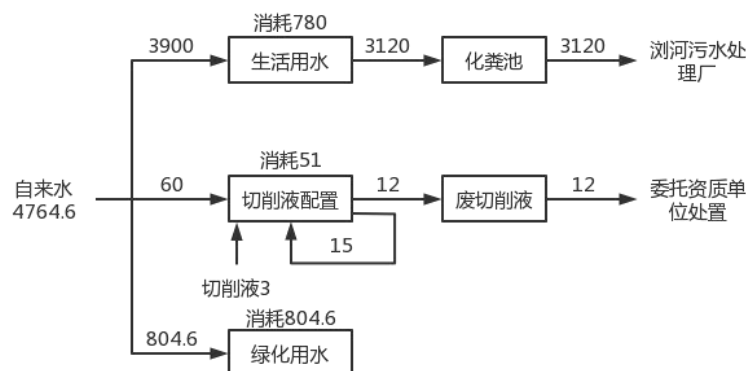 消耗780
3900
生活用水
3120
化粪池
3120
浏河污水处
理厂
消耗51
自来水
4764.6
60
切削液配置
12
废切削液
12
委托资质单
位处置
15
切削液3
消耗804.6
804.6
绿化用水